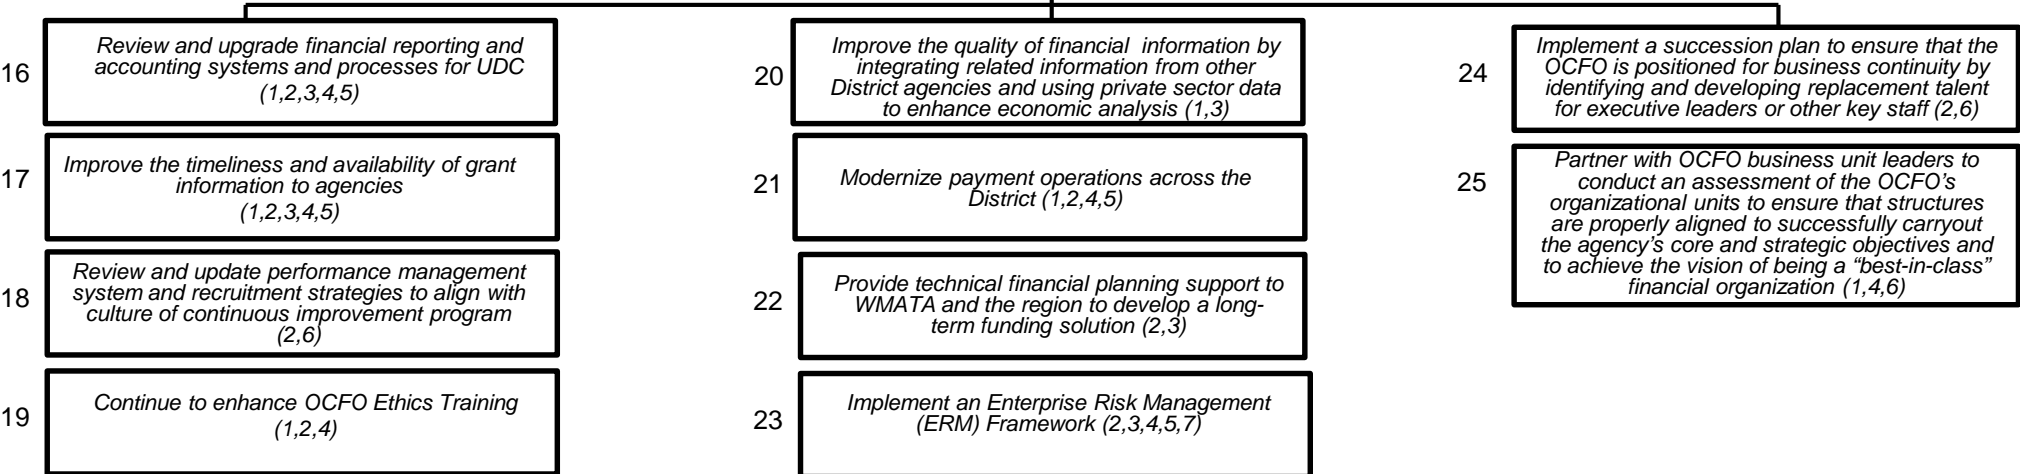 16
Review and upgrade financial reporting and
accounting systems and processes for UDC
(1,2,3,4,5)
17
Improve the timeliness and availability of grant
information to agencies
(1,2,3,4,5)
18
Review and update performance management
system and recruitment strategies to align with
culture of continuous improvement program
(2,6)
19
Continue to enhance OCFO Ethics Training
(1,2,4)
20
Improve the quality of financial  information by
integrating related information from other
District agencies and using private sector data
to enhance economic analysis (1,3)
21
Modernize payment operations across the
District (1,2,4,5)
22
Provide technical financial planning support to
WMATA and the region to develop a long-
term funding solution (2,3)
23
Implement an Enterprise Risk Management
(ERM) Framework (2,3,4,5,7)
24
Implement a succession plan to ensure that the
OCFO is positioned for business continuity by
identifying and developing replacement talent
for executive leaders or other key staff (2,6)
25
Partner with OCFO business unit leaders to
conduct an assessment of the OCFO’s
organizational units to ensure that structures
are properly aligned to successfully carryout
the agency’s core and strategic objectives and
to achieve the vision of being a “best-in-class”
financial organization (1,4,6)